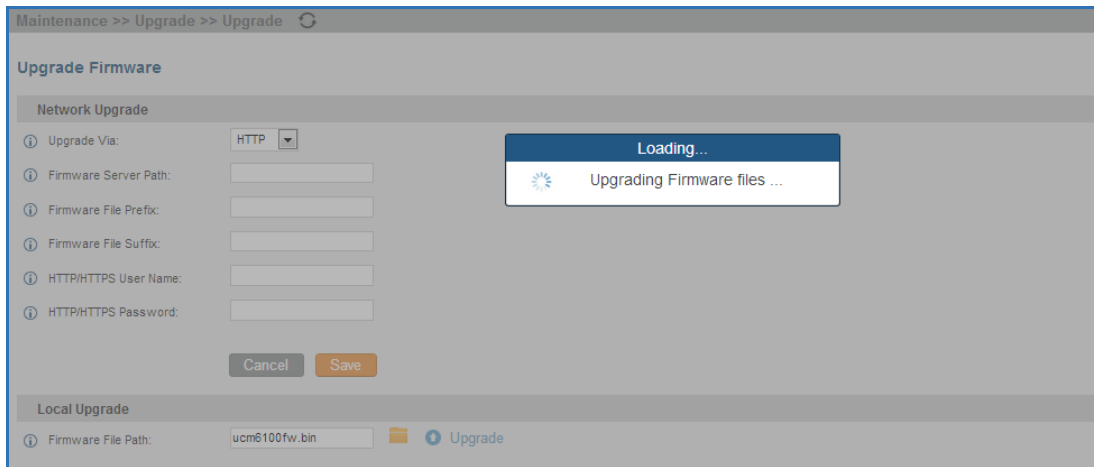 Maintenance >> Upgrade >> Upgrade
Upgrade Firmware
Network Upgrade
Upgrade Via: HTTP
Loading...
Upgrading Firmware files ...
Firmware Server Path:
Firmware File Prefix:
Firmware File Suffix:
HTTP/HTTPS User Name:
HTTP/HTTPS Password:
Cancel Save
Local Upgrade
Firmware File Path: ucm6100fw.bin Upgrade